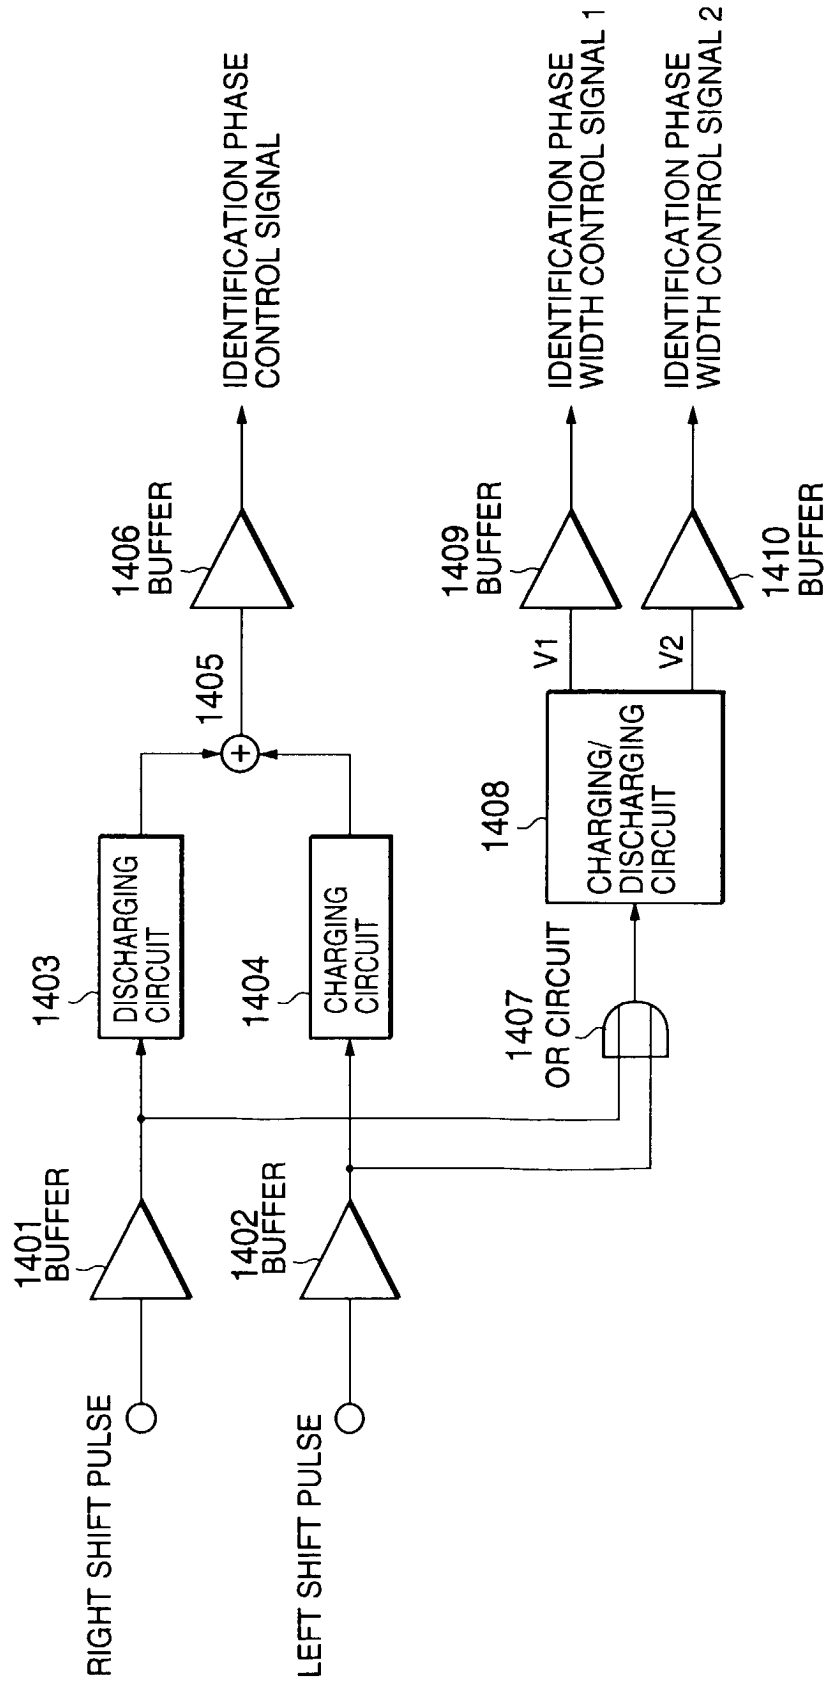 RIGHT SHIFT PULSE
1401
BUFFER
1403
DISCHARGING
CIRCUIT
1405
+
1406
BUFFER
IDENTIFICATION PHASE
CONTROL SIGNAL
LEFT SHIFT PULSE
1402
BUFFER
1404
CHARGING
CIRCUIT
1407
OR CIRCUIT
1408
CHARGING/
DISCHARGING
CIRCUIT
V1
1409
BUFFER
IDENTIFICATION PHASE
WIDTH CONTROL SIGNAL 1
V2
1410
BUFFER
IDENTIFICATION PHASE
WIDTH CONTROL SIGNAL 2